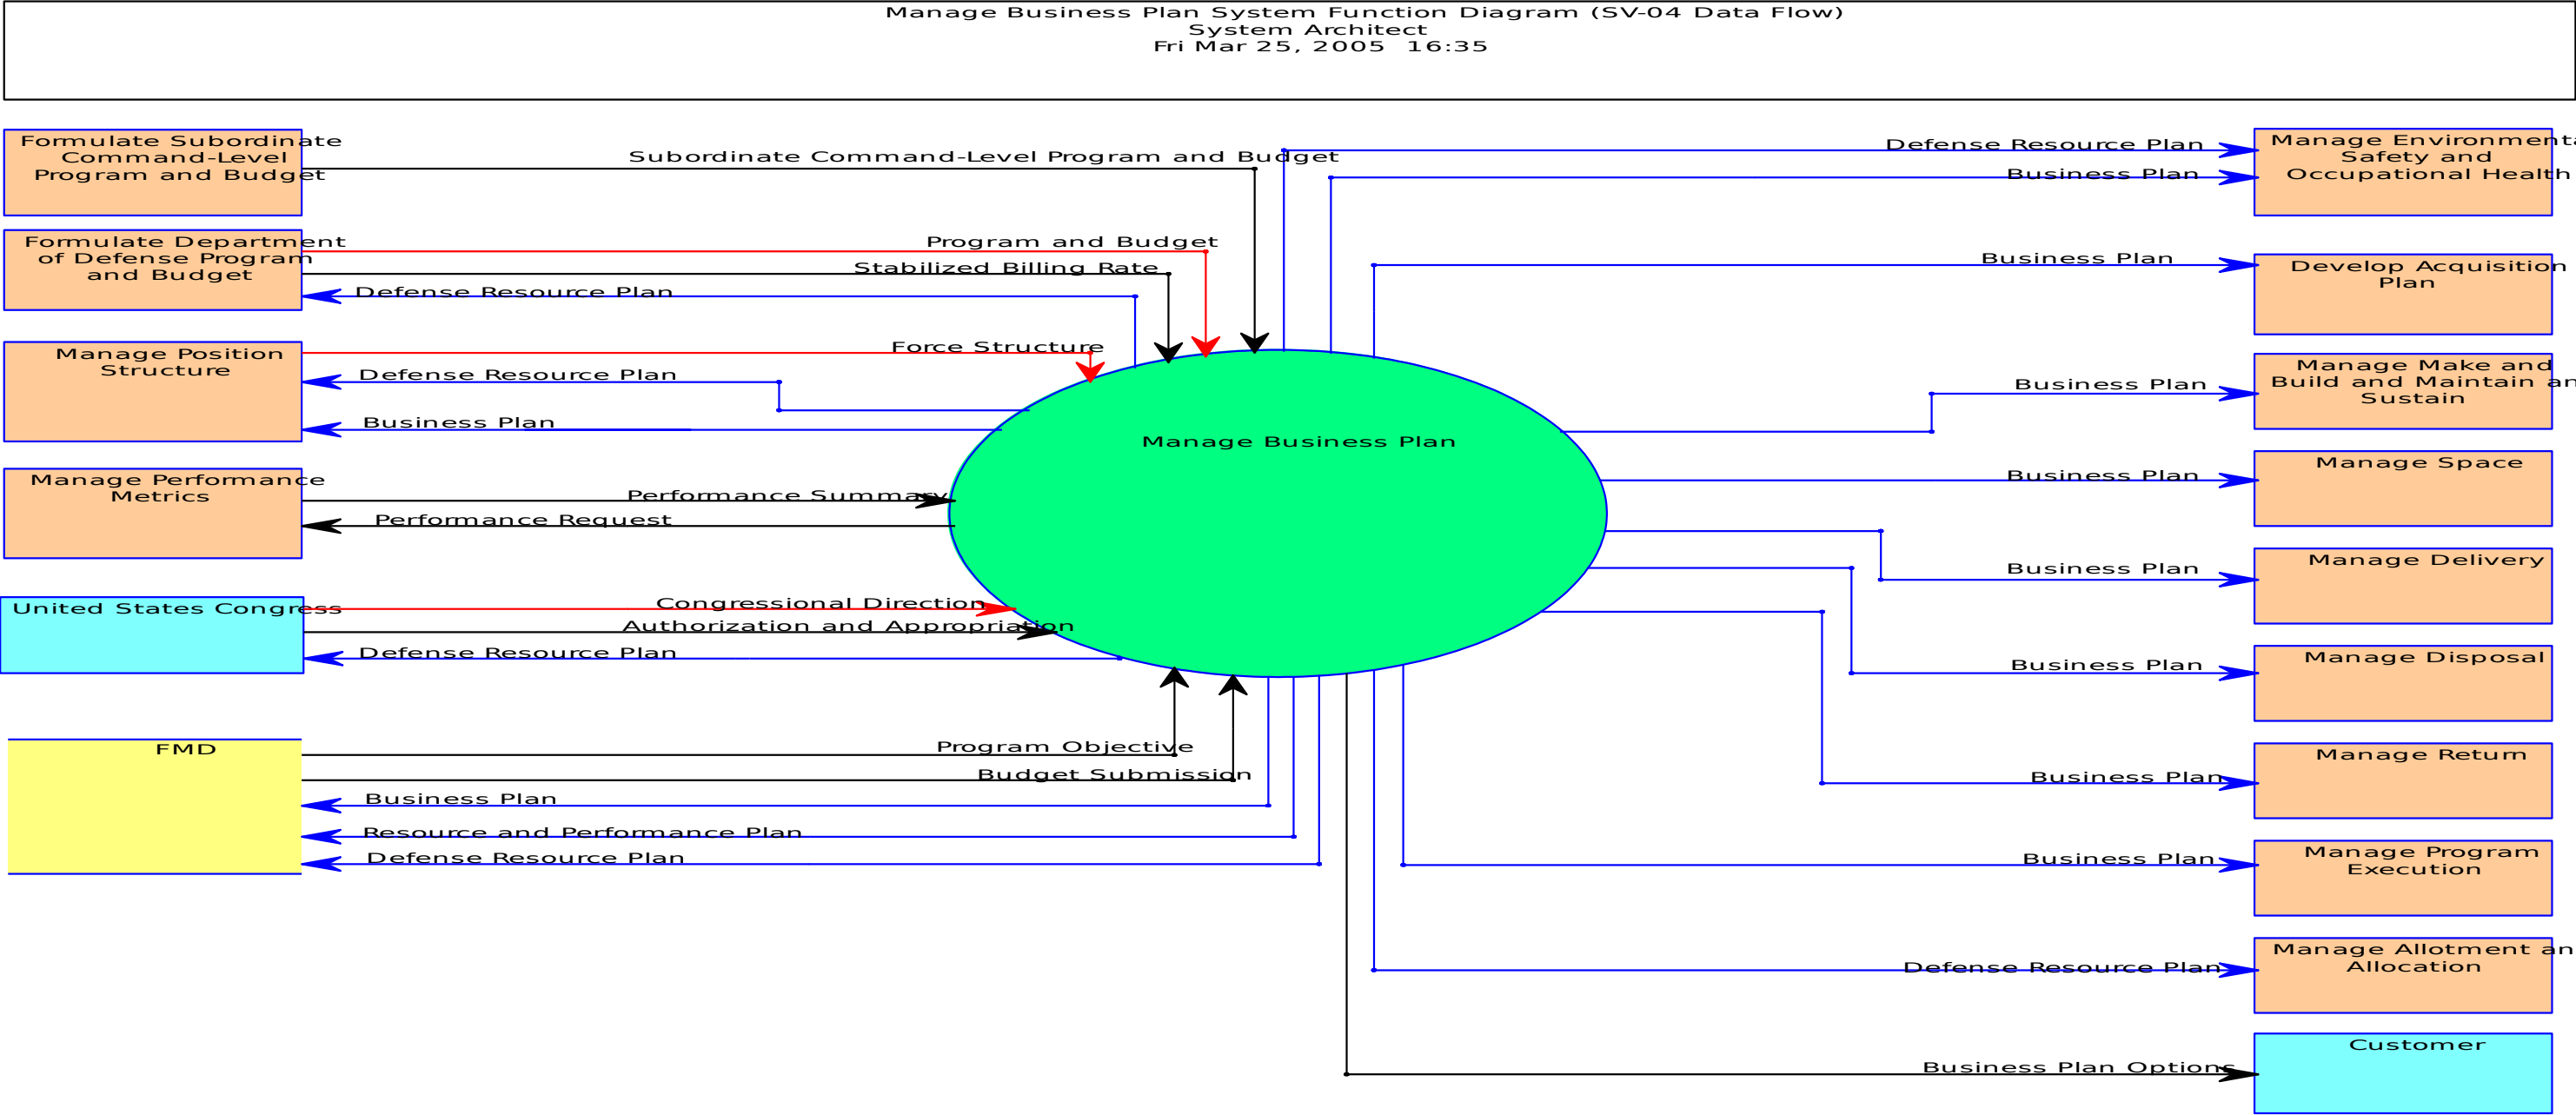 Manage Business Plan System Function Diagram (SV-04 Data Flow)
System Architect
Fri Mar 25, 2005  16:35
Formulate Subordinate
Command-Level
Program and Budget
Subordinate Command-Level Program and Budget
Formulate Department
of Defense Program
and Budget
Program and Budget
Stabilized Billing Rate
Defense Resource Plan
Manage Position
Structure
Force Structure
Defense Resource Plan
Business Plan
Manage Performance
Metrics
Performance Summary
Performance Request
United States Congress
Congressional Direction
Authorization and Appropriation
Defense Resource Plan
FMD
Program Objective
Budget Submission
Business Plan
Resource and Performance Plan
Defense Resource Plan
Manage Business Plan
Defense Resource Plan
Business Plan
Manage Environmenta
Safety and
Occupational Health
Business Plan
Develop Acquisition
Plan
Business Plan
Manage Make and
Build and Maintain an
Sustain
Business Plan
Manage Space
Business Plan
Manage Delivery
Business Plan
Manage Disposal
Business Plan
Manage Return
Business Plan
Manage Program
Execution
Defense Resource Plan
Manage Allotment an
Allocation
Business Plan Options
Customer